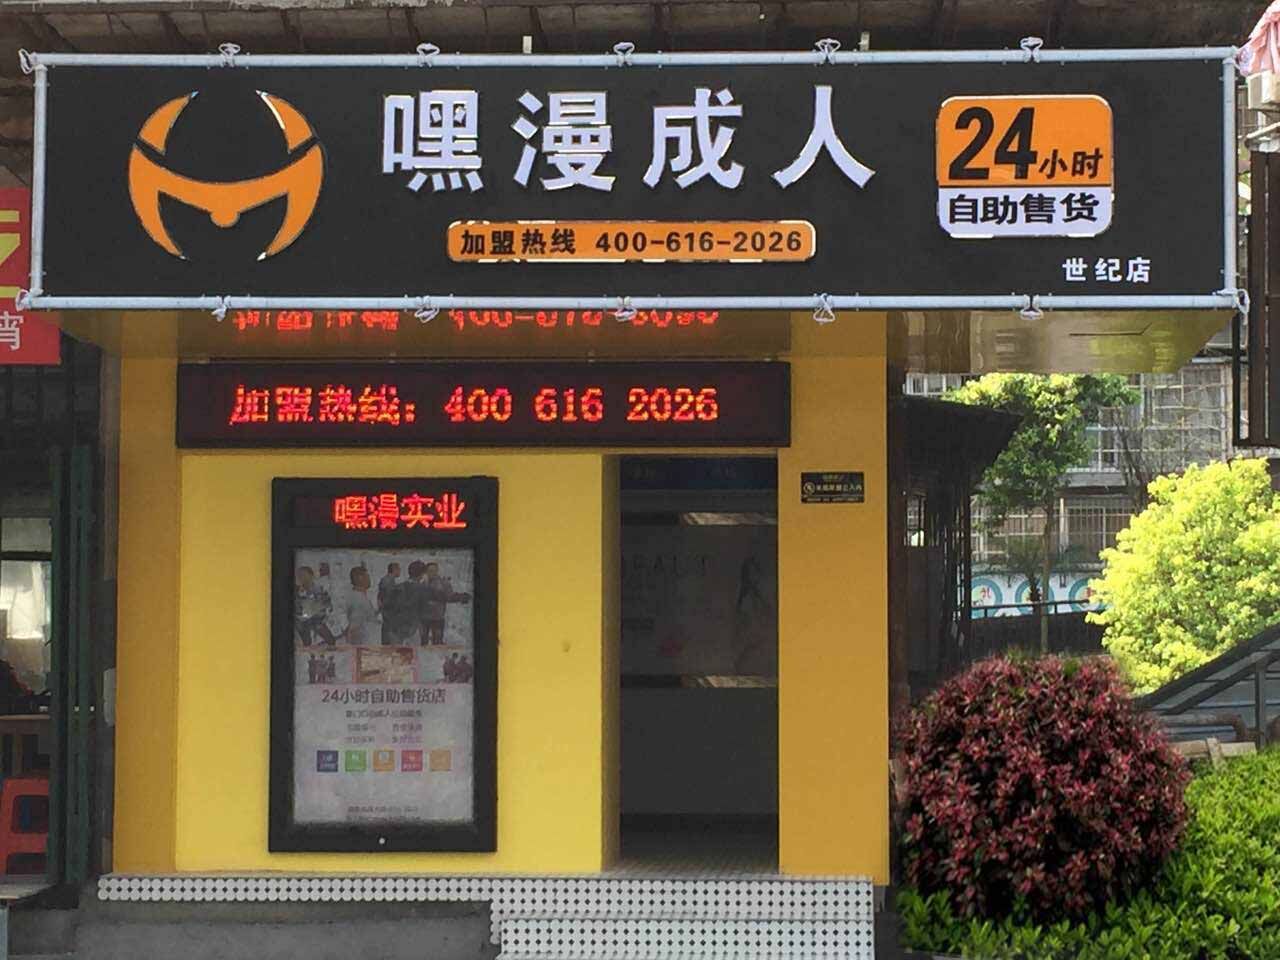 嘿漫成人
24小时
自助售货
加盟热线 400-616-2026
世纪店
加盟热线：400 616 2026
嘿漫实业
24小时自助售货店